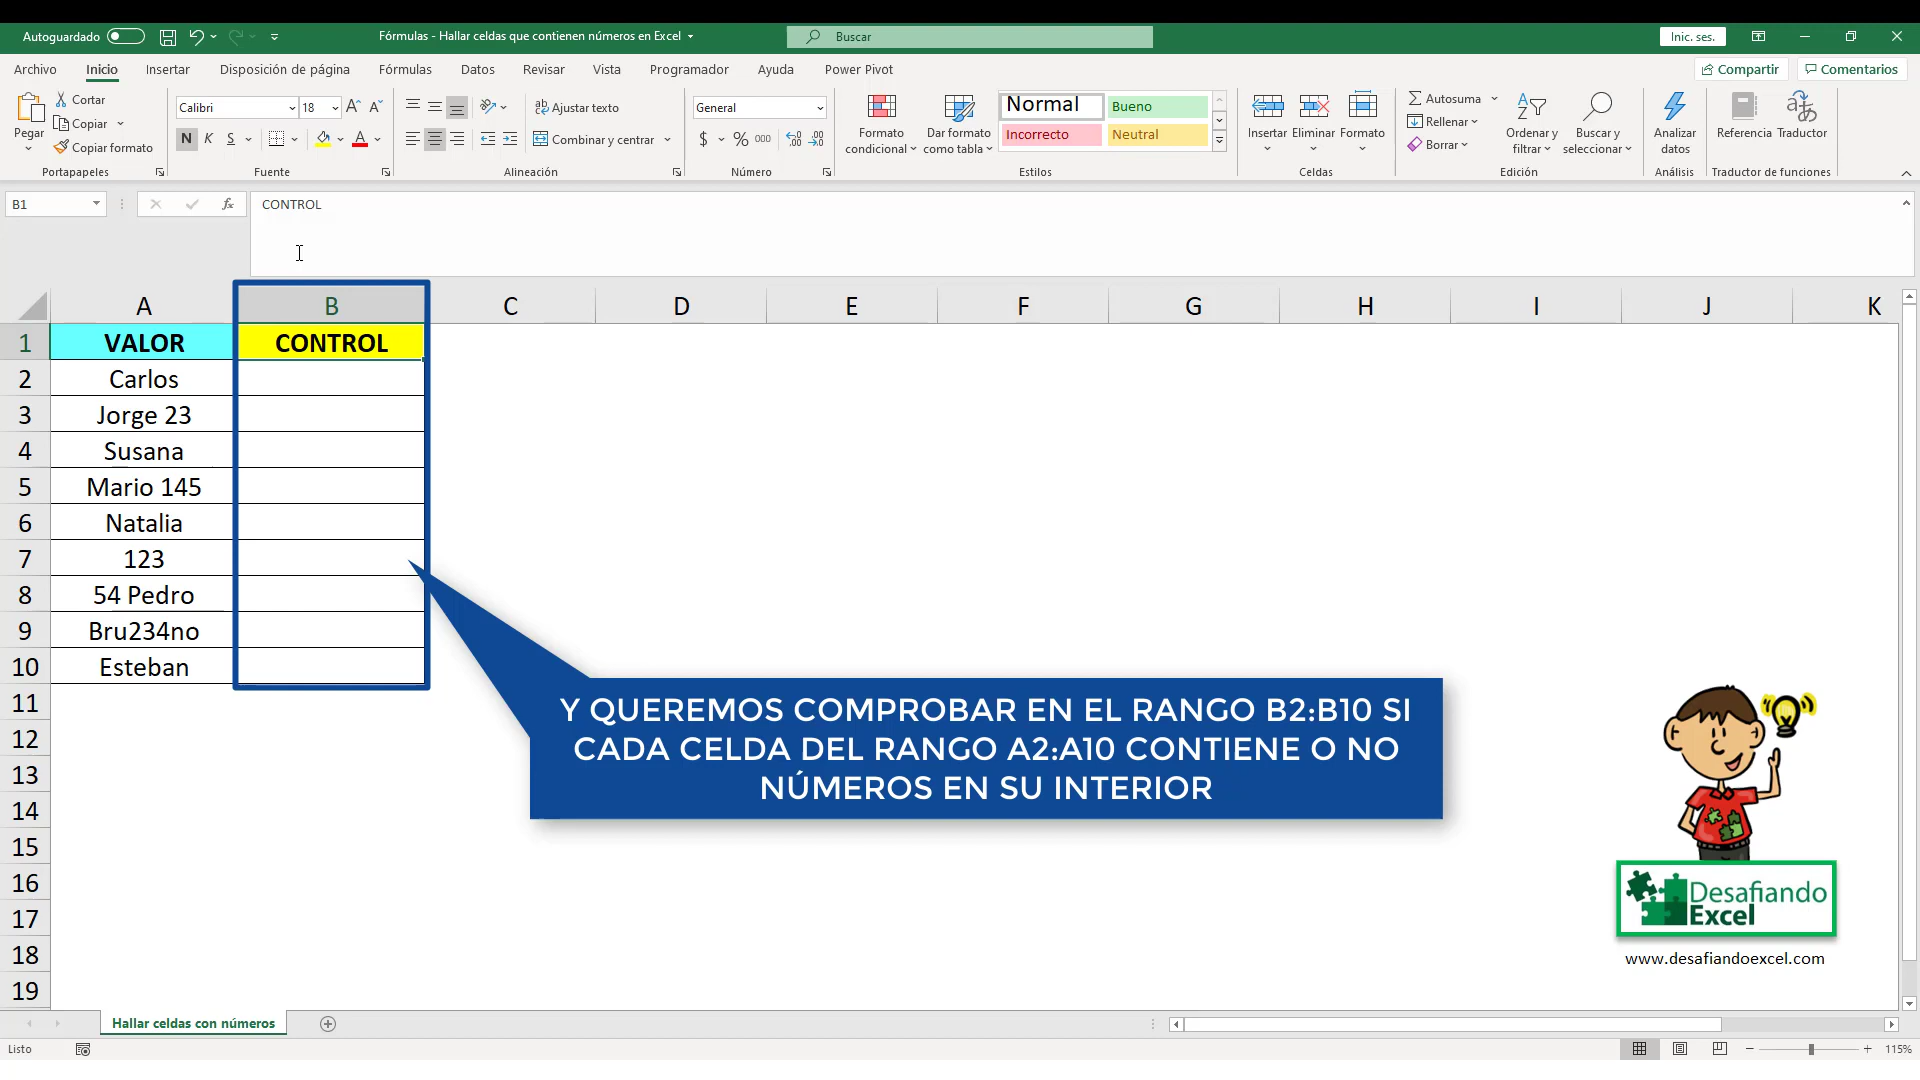 Autoguardado
Fórmulas - Hallar celdas que contienen números en Excel
Buscar
Inic. ses.
Archivo Inicio Insertar Disposición de página Fórmulas Datos Revisar Vista Programador Ayuda Power Pivot
Compartir Comentarios
Pegar
Cortar
Copiar
Copiar formato
Portapapeles
Calibri 18
N K S
Fuente
Ajustar texto
Combinar y centrar
Alineación
General
$ % 000
Número
Formato condicional
Dar formato como tabla
Normal Bueno
Incorrecto Neutral
Estilos
Insertar Eliminar Formato
Celdas
Autosuma
Rellenar
Borrar
Ordenar y filtrar
Buscar y seleccionar
Edición
Analizar datos
Análisis
Referencia Traductor
Traductor de funciones
B1 fx CONTROL
A B C D E F G H I J K
1 VALOR CONTROL
2 Carlos
3 Jorge 23
4 Susana
5 Mario 145
6 Natalia
7 123
8 54 Pedro
9 Bru234no
10 Esteban
11
12
13
14
15
16
17
18
19
Y QUEREMOS COMPROBAR EN EL RANGO B2:B10 SI
CADA CELDA DEL RANGO A2:A10 CONTIENE O NO
NÚMEROS EN SU INTERIOR
Desafiando
Excel
www.desafiandoexcel.com
Hallar celdas con números
Listo
115%